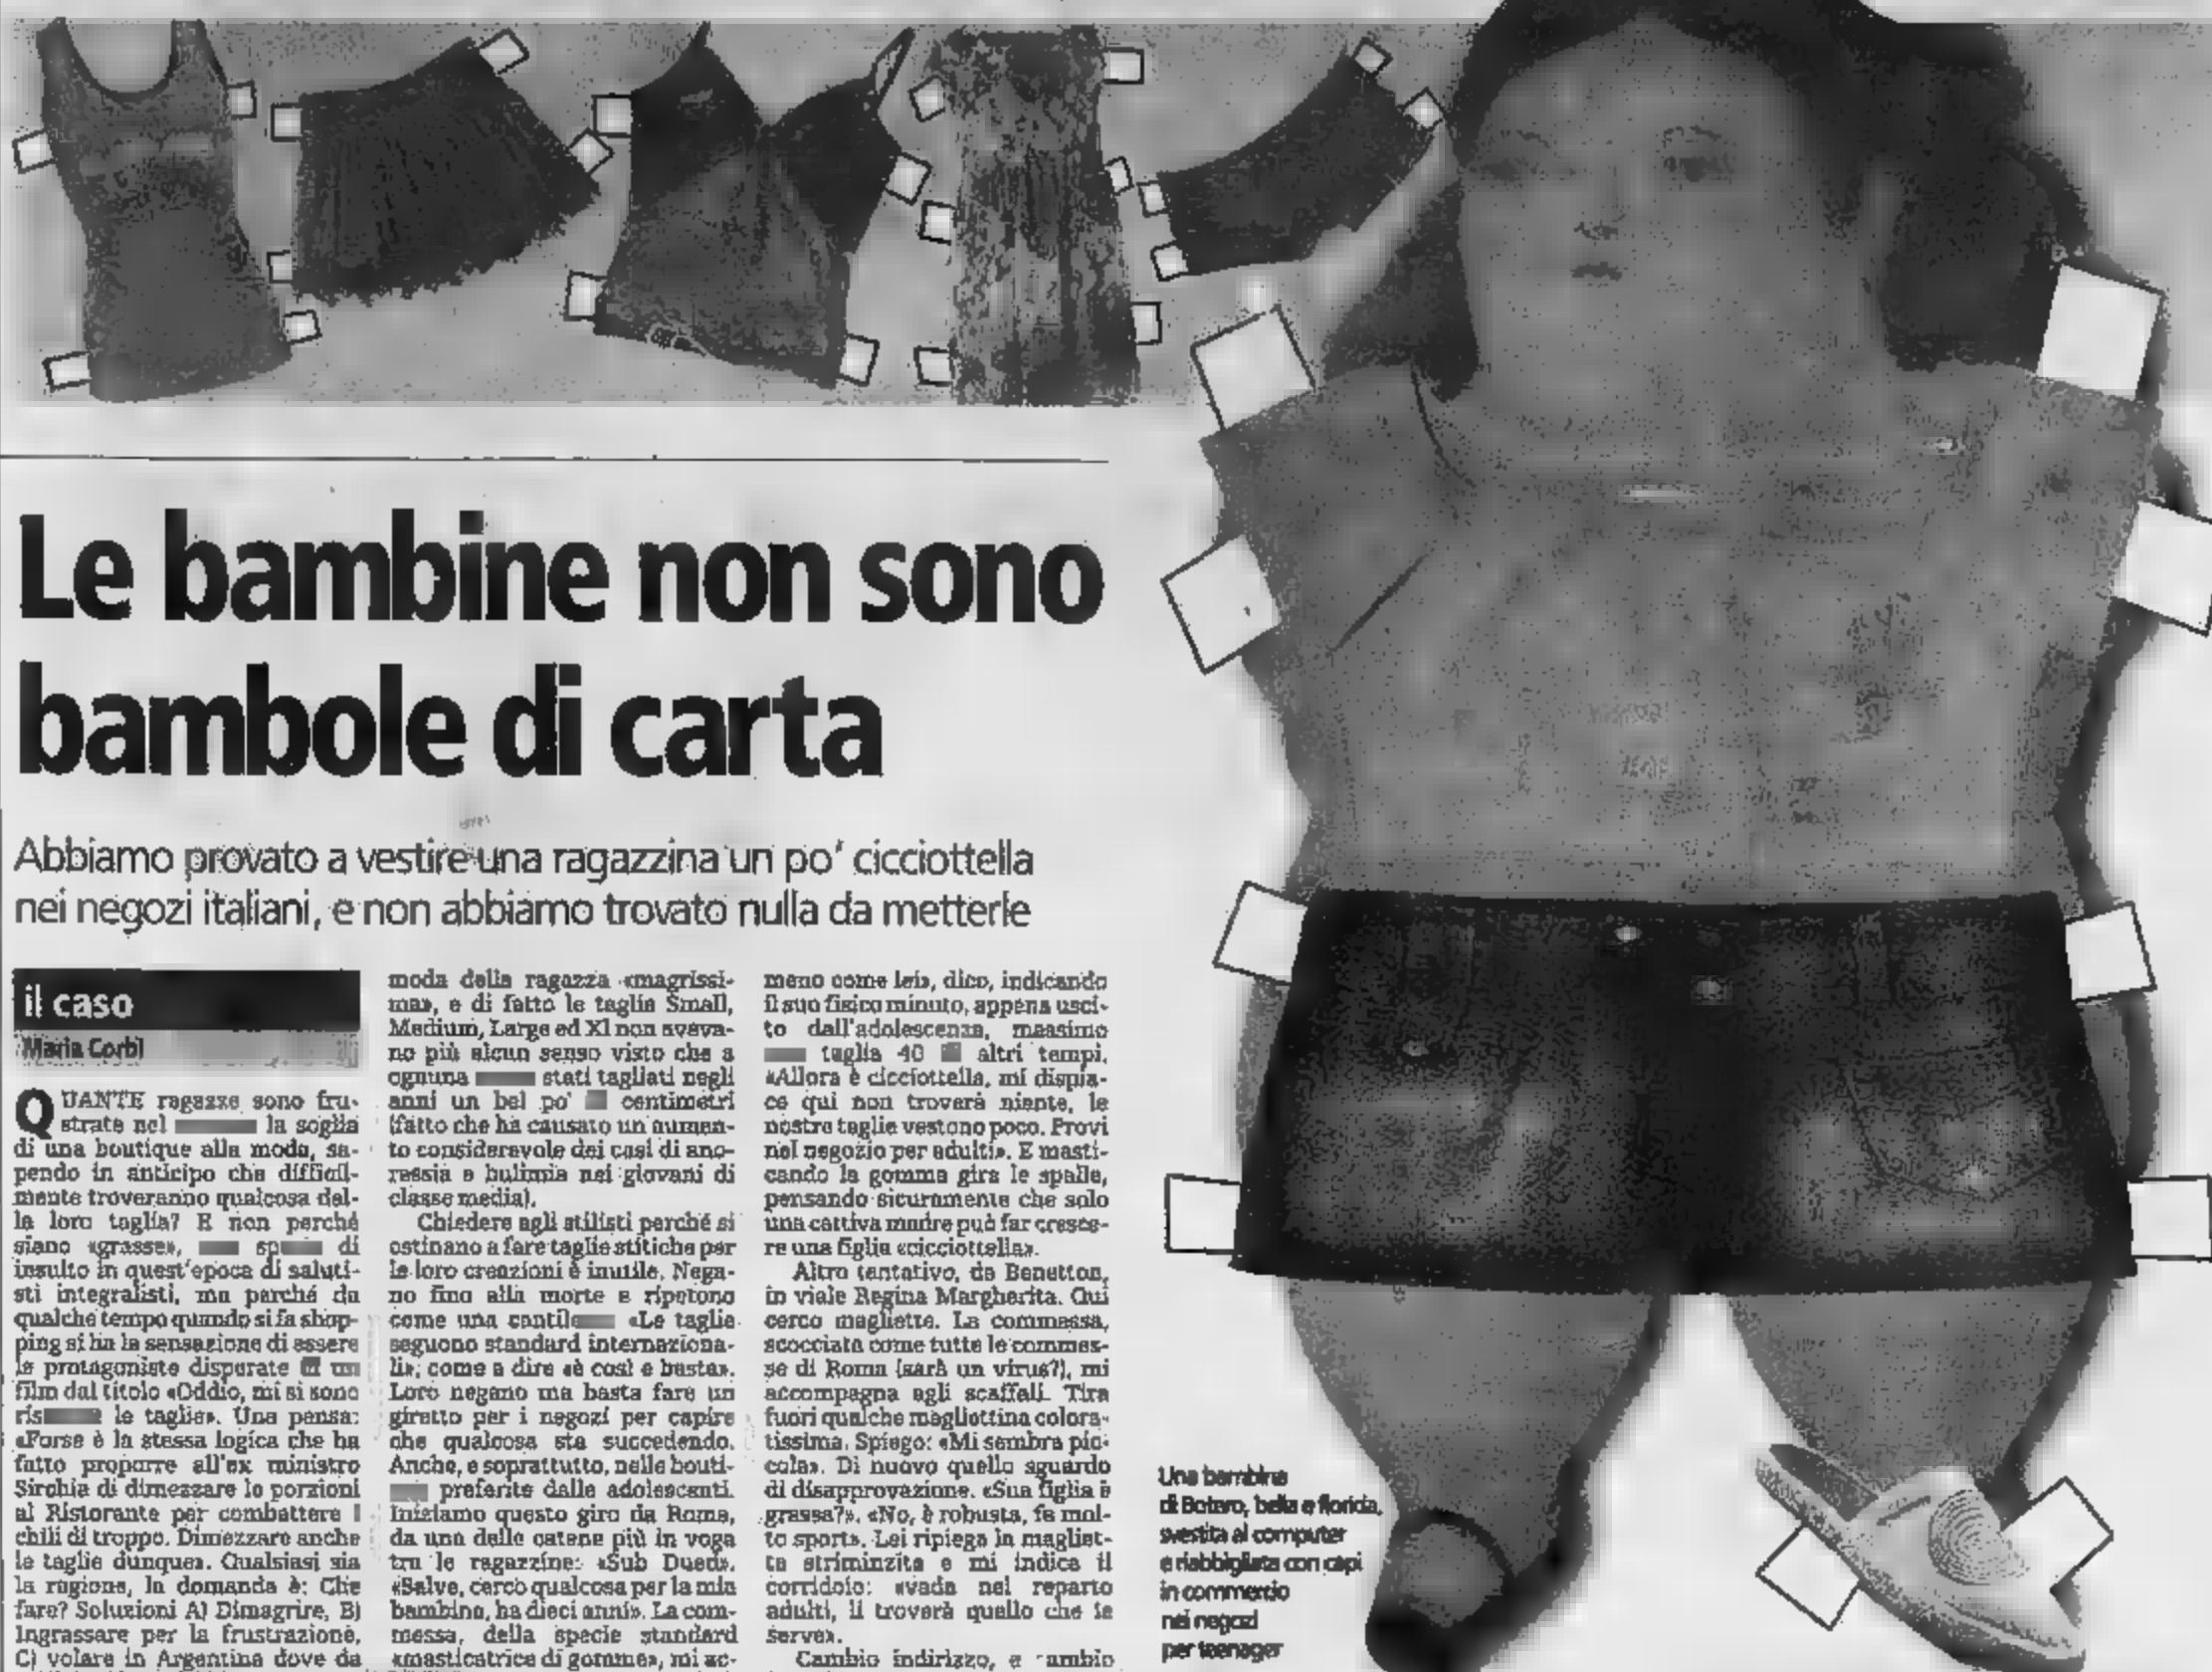 Le bambine non sono
bambole di carta
Abbiamo provato a vestire una ragazzina un po' cicciottella
nei negozi italiani, e non abbiamo trovato nulla da metterle
il caso
Maria Corbi
QUANTE ragazze sono fru-
strate nel la soglia
di una boutique alla moda, sa-
pendo in anticipo che difficil-
mente troveranno qualcosa del-
la loro taglia? E non perché
siano «grasse», di
insulto in quest'epoca di saluti-
sti integralisti, ma perché da
qualche tempo quando si fa shop-
ping si ha la sensazione di essere
le protagoniste disperate un
film dal titolo «Oddio, mi si sono
le taglie». Una pensa:
«Forse è la stessa logica che ha
fatto proporre all'ex ministro
Sirchia di dimezzare le porzioni
al Ristorante per combattere i
chili di troppo. Dimezzare anche
le taglie dunque». Qualsiasi sia
la ragione, la domanda è: Che
fare? Soluzioni A) Dimagrire, B)
Ingrassare per la frustrazione,
C) volare in Argentina dove da
moda della ragazza «magrissi-
ma», e di fatto le taglie Small,
Medium, Large ed Xl non aveva-
no più alcun senso visto che a
ognuna stati tagliati negli
anni un bel po' centimetri
(fatto che ha causato un aumen-
to considerevole dei casi di ano-
ressia e bulimia nei giovani di
classe media).
Chiedere agli stilisti perché si
ostinano a fare taglie stitiche per
le loro creazioni è inutile. Nega-
no fino alla morte e ripetono
come una «Le taglie
seguono standard internaziona-
li»; come a dire «è così e basta».
Loro negano ma basta fare un
giretto per i negozi per capire
che qualcosa sta succedendo.
Anche, e soprattutto, nelle bouti-
preferite dalle adolescenti.
Iniziamo questo giro da Roma,
da una delle catene più in voga
tra le ragazzine: «Sub Dued».
«Salve, cerco qualcosa per la mia
bambina, ha dieci anni». La com-
messa, della specie standard
«masticatrice di gomme», mi ac-
meno come lei», dico, indicando
il suo fisico minuto, appena usci-
to dall'adolescenza, massimo
taglia 40 altri tempi.
«Allora è cicciottella, mi dispia-
ce qui non troverà niente, le
nostre taglie vestono poco. Provi
nel negozio per adulti». E masti-
cando la gomma gira le spalle,
pensando sicuramente che solo
una cattiva madre può far cresce-
re una figlia «cicciottella».
Altro tentativo, da Benetton,
in viale Regina Margherita. Qui
cerco magliette. La commessa,
scocciata come tutte le commes-
se di Roma (sarà un virus?), mi
accompagna agli scaffali. Tira
fuori qualche magliettina colora-
tissima. Spiego: «Mi sembra pic-
cola». Di nuovo quello sguardo
di disapprovazione. «Sua figlia è
grassa?». «No, è robusta, fa mol-
to sport». Lei ripiega la magliet-
ta striminzita e mi indica il
corridoio: «vada nel reparto
adulti, lì troverà quello che le
serve».
Cambio indirizzo, e
Una bambina
di Botero, bella e florida,
svestita al computer
e riabbigliata con capi
in commercio
nei negozi
per teenager